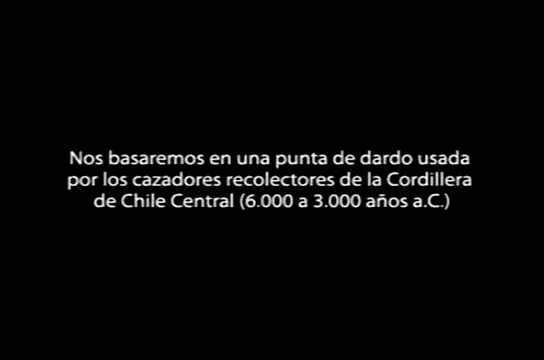 Nos basaremos en una punta de dardo usada
por los cazadores recolectores de la Cordillera
de Chile Central (6.000 a 3.000 años a.C.)